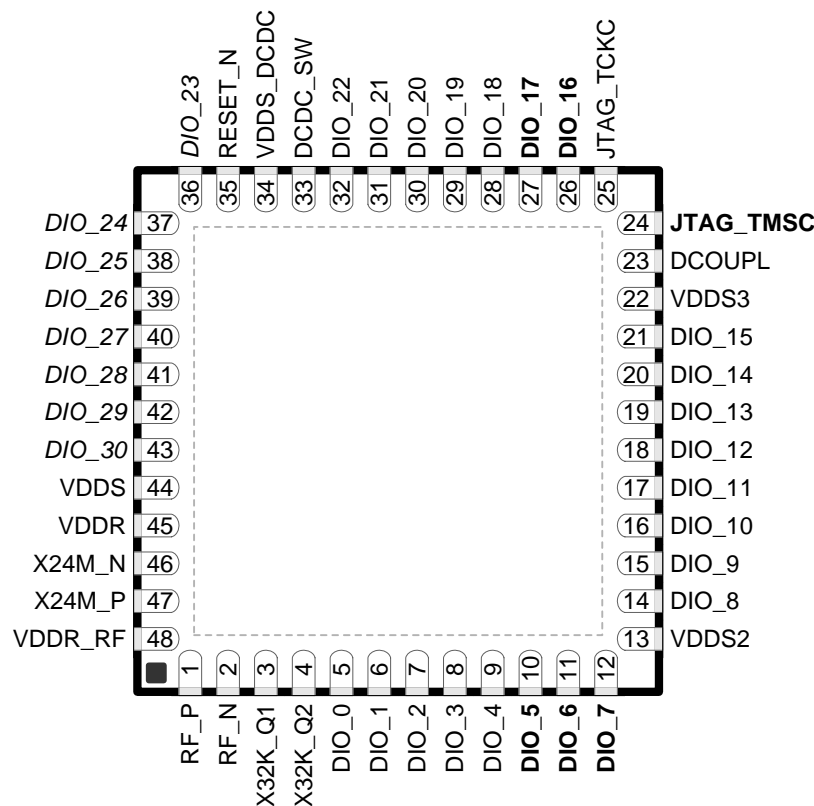 DIO_23
RESET_N
VDDS_DCDC
DCDC_SW
DIO_22
DIO_21
DIO_20
DIO_19
DIO_18
DIO_17
DIO_16
JTAG_TCKC
36 35 34 33 32 31 30 29 28 27 26 25
DIO_24 37 24 JTAG_TMSC
DIO_25 38 23 DCOUPL
DIO_26 39 22 VDDS3
DIO_27 40 21 DIO_15
DIO_28 41 20 DIO_14
DIO_29 42 19 DIO_13
DIO_30 43 18 DIO_12
VDDS 44 17 DIO_11
VDDR 45 16 DIO_10
X24M_N 46 15 DIO_9
X24M_P 47 14 DIO_8
VDDR_RF 48 13 VDDS2
1 2 3 4 5 6 7 8 9 10 11 12
RF_P
RF_N
X32K_Q1
X32K_Q2
DIO_0
DIO_1
DIO_2
DIO_3
DIO_4
DIO_5
DIO_6
DIO_7